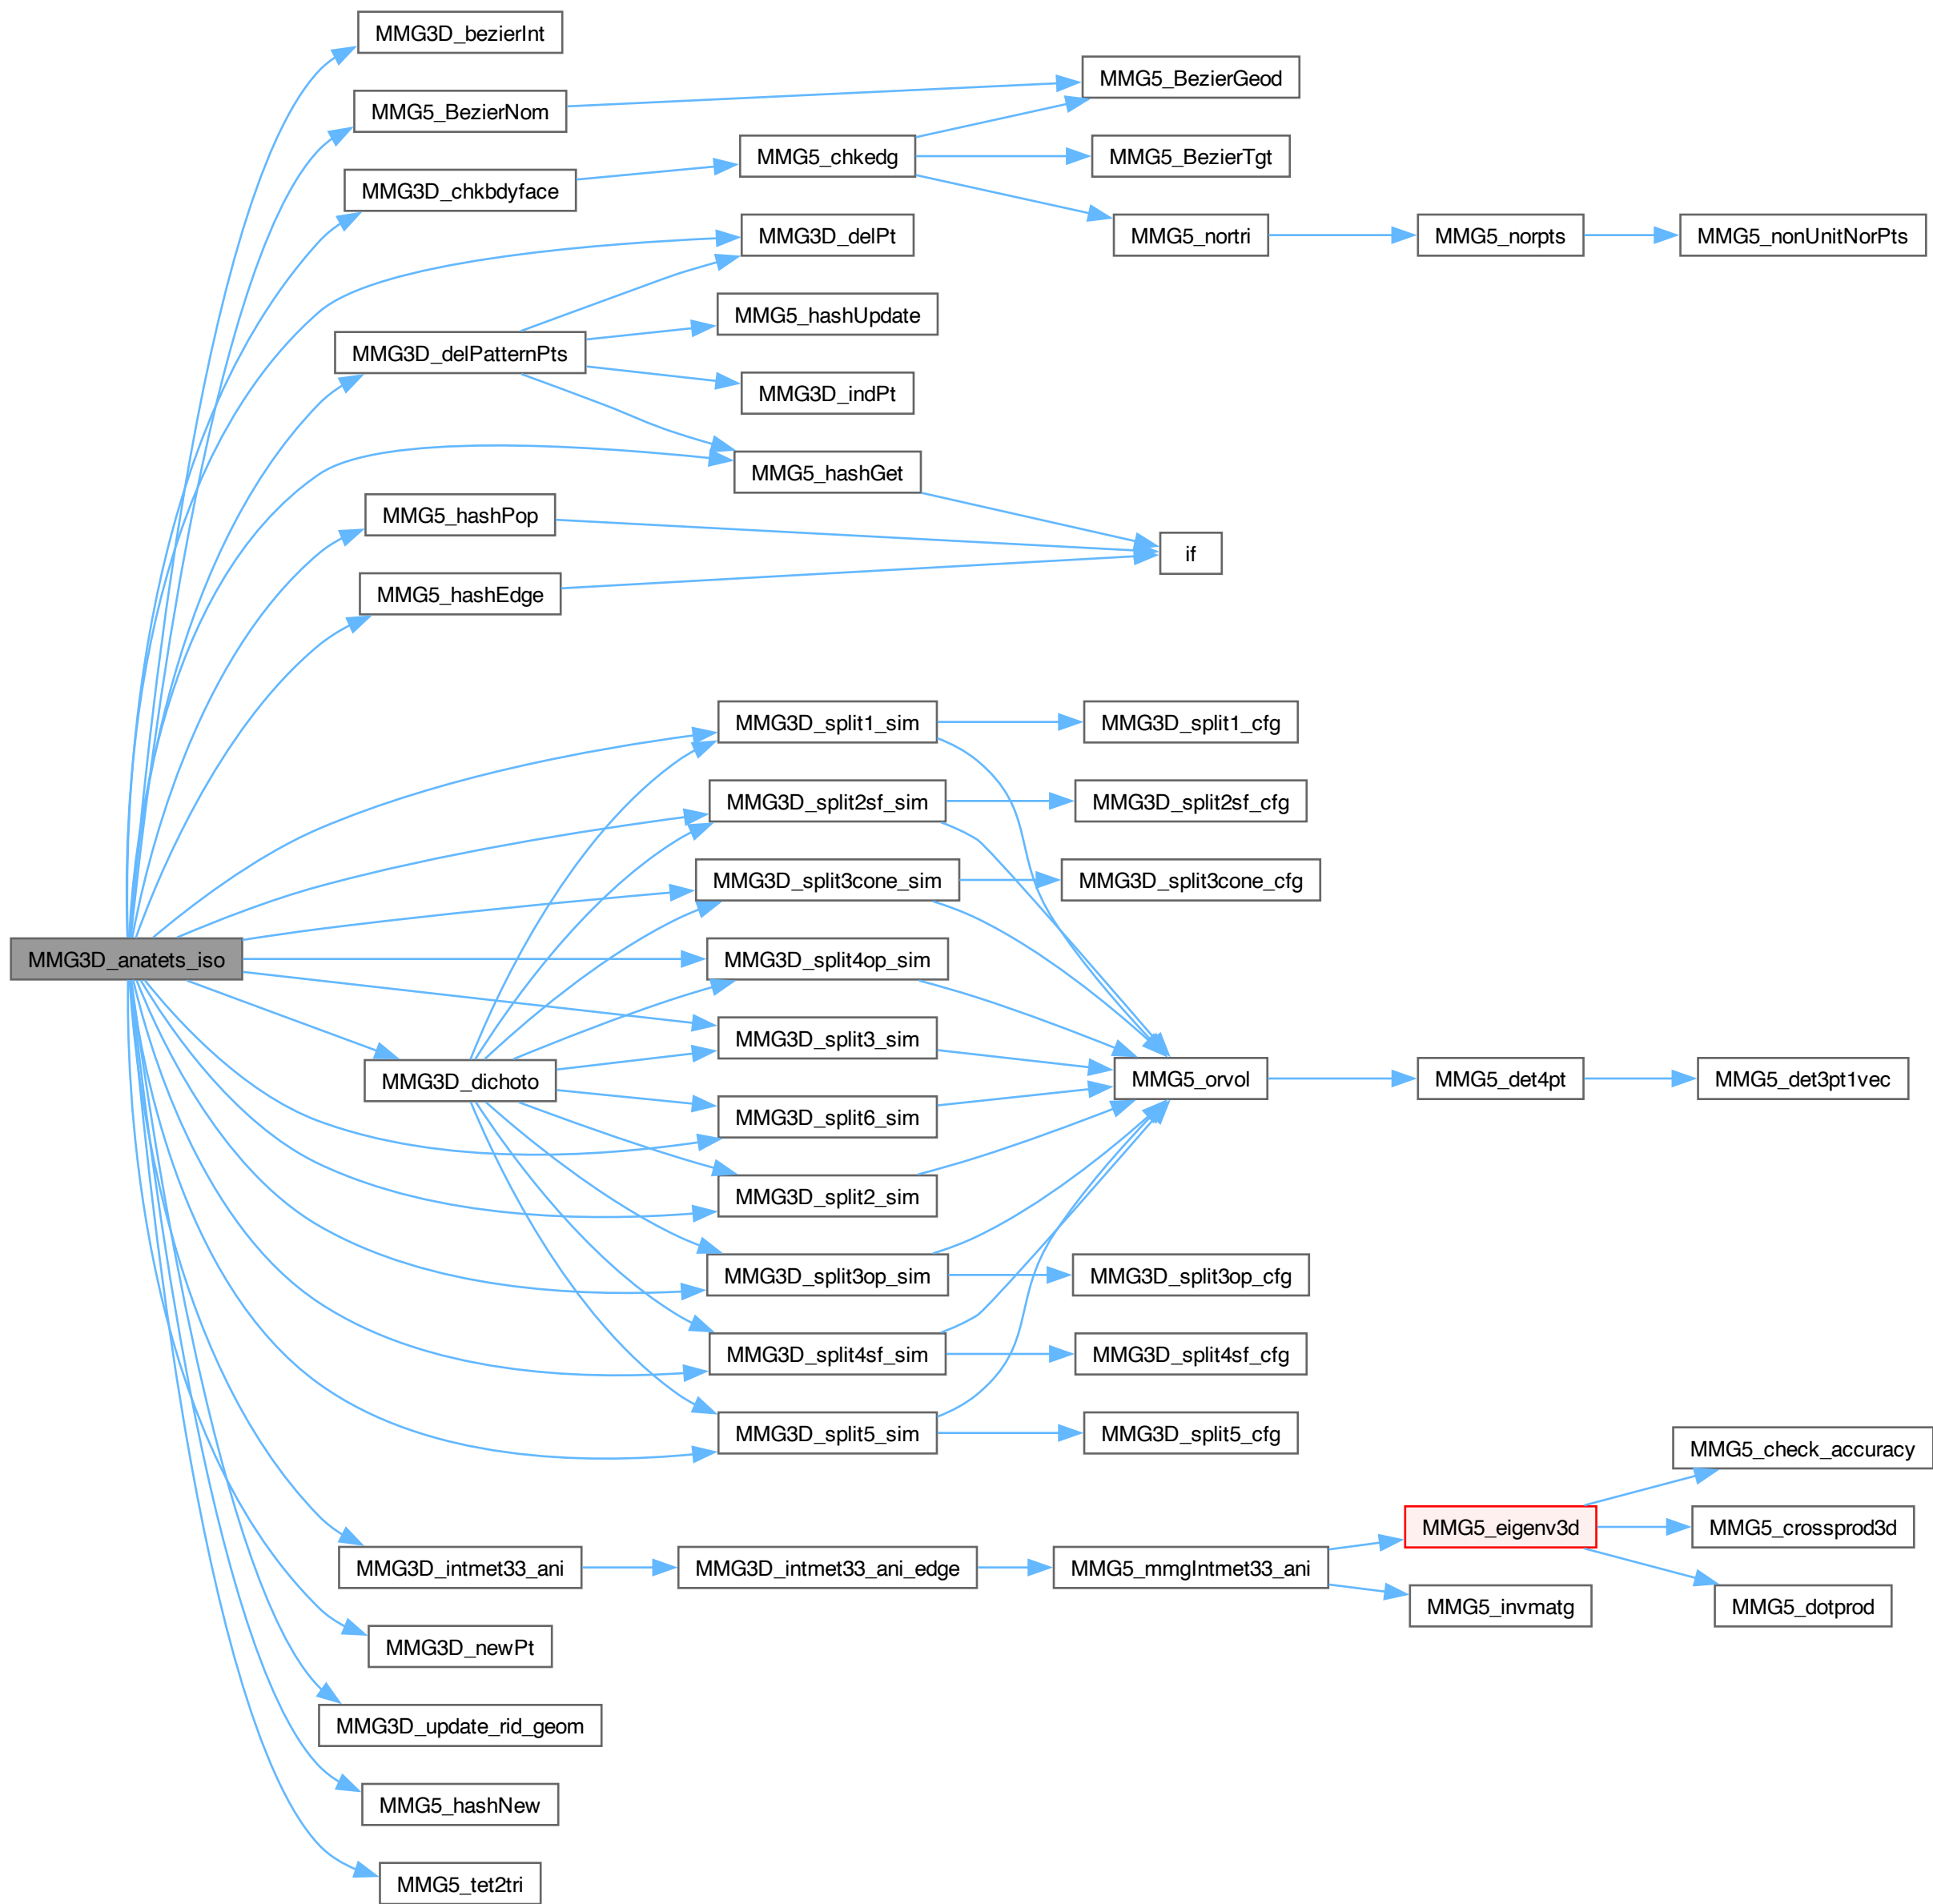 MMG3D_bezierInt
MMG5_BezierGeod
MMG5_BezierNom
MMG5_chkedg
MMG5_BezierTgt
MMG3D_chkbdyface
MMG3D_delPt
MMG5_nortri
MMG5_norpts
MMG5_nonUnitNorPts
MMG5_hashUpdate
MMG3D_delPatternPts
MMG3D_indPt
MMG5_hashGet
MMG5_hashPop
if
MMG5_hashEdge
MMG3D_split1_sim
MMG3D_split1_cfg
MMG3D_split2sf_sim
MMG3D_split2sf_cfg
MMG3D_split3cone_sim
MMG3D_split3cone_cfg
MMG3D_anatets_iso
MMG3D_split4op_sim
MMG3D_split3_sim
MMG3D_dichoto
MMG5_orvol
MMG5_det4pt
MMG5_det3pt1vec
MMG3D_split6_sim
MMG3D_split2_sim
MMG3D_split3op_sim
MMG3D_split3op_cfg
MMG3D_split4sf_sim
MMG3D_split4sf_cfg
MMG3D_split5_sim
MMG3D_split5_cfg
MMG5_check_accuracy
MMG5_eigenv3d
MMG5_crossprod3d
MMG3D_intmet33_ani
MMG3D_intmet33_ani_edge
MMG5_mmgIntmet33_ani
MMG5_invmatg
MMG5_dotprod
MMG3D_newPt
MMG3D_update_rid_geom
MMG5_hashNew
MMG5_tet2tri